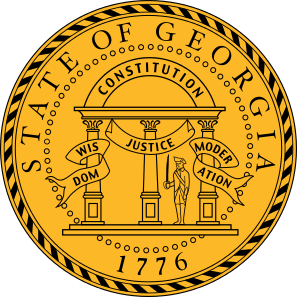 STATE OF GEORGIA
CONSTITUTION
WIS
DOM
JUSTICE
MODER
ATION
1776